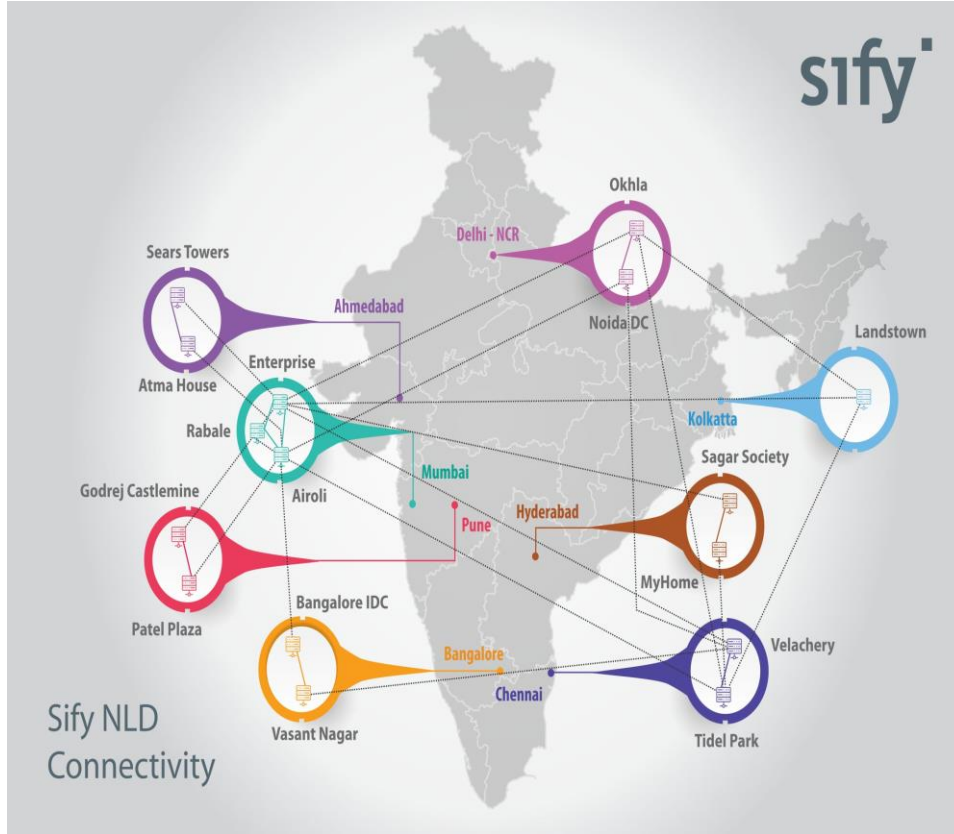 sify
Okhla
Delhi - NCR
Sears Towers
Ahmedabad
Noida DC
Landstown
Atma House
Enterprise
Rabale
Kolkatta
Mumbai
Sagar Society
Airoli
Godrej Castlemine
Pune
Hyderabad
MyHome
Patel Plaza
Bangalore IDC
Velachery
Bangalore
Chennai
Sify NLD
Connectivity
Vasant Nagar
Tidel Park